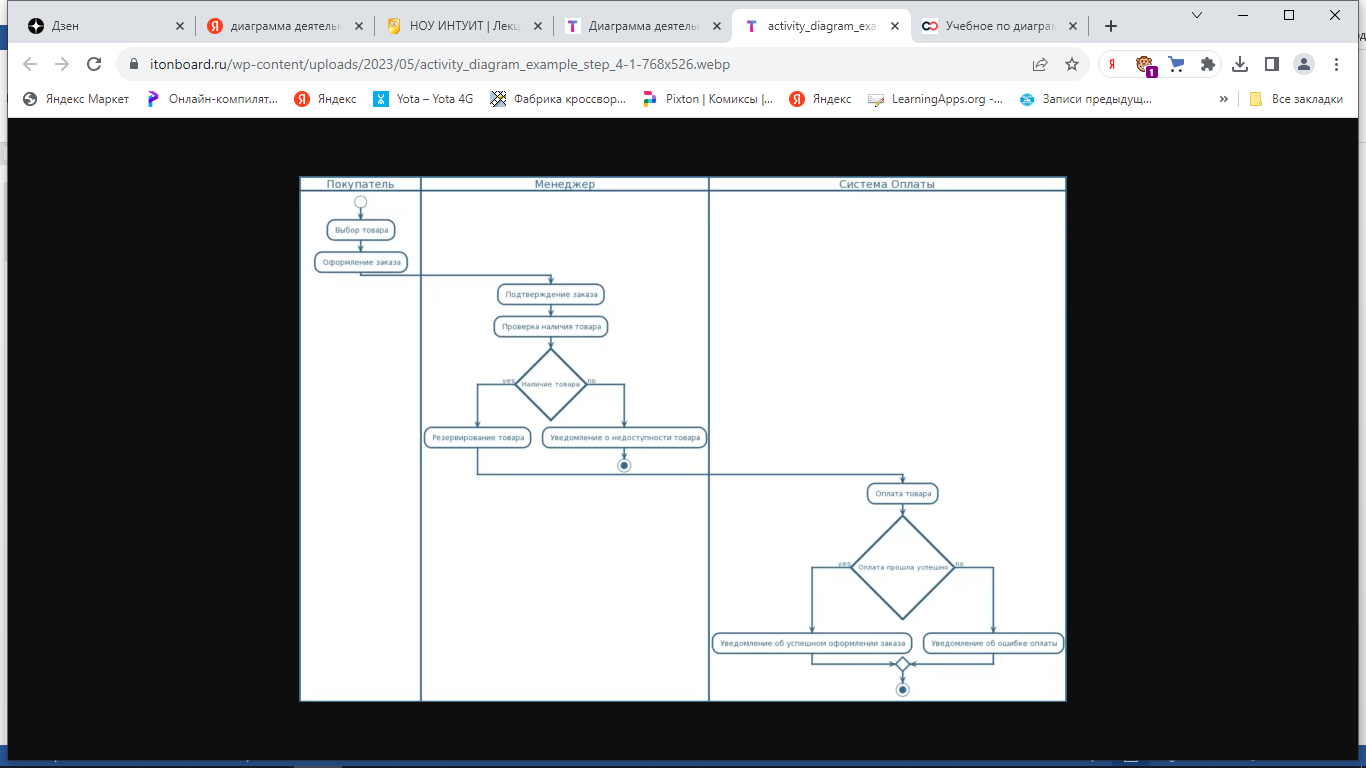 Дзен
диаграмма деятельн
НОУ ИНТУИТ | Лекц
Диаграмма деятель
activity_diagram_exa
Учебное по диаграм
itonboard.ru/wp-content/uploads/2023/05/activity_diagram_example_step_4-1-768x526.webp
1
Яндекс Маркет
Онлайн-компилят...
Яндекс
Yota – Yota 4G
Фабрика кроссвор...
Pixton | Комиксы |...
Яндекс
LearningApps.org -...
Записи предыдущ...
»
Все закладки
Покупатель
Менеджер
Система Оплаты
Выбор товара
Оформление заказа
Подтверждение заказа
Проверка наличия товара
yes
Наличие товара
no
Резервирование товара
Уведомление о недоступности товара
Оплата товара
yes
Оплата прошла успешно
no
Уведомление об успешном оформлении заказа
Уведомление об ошибке оплаты